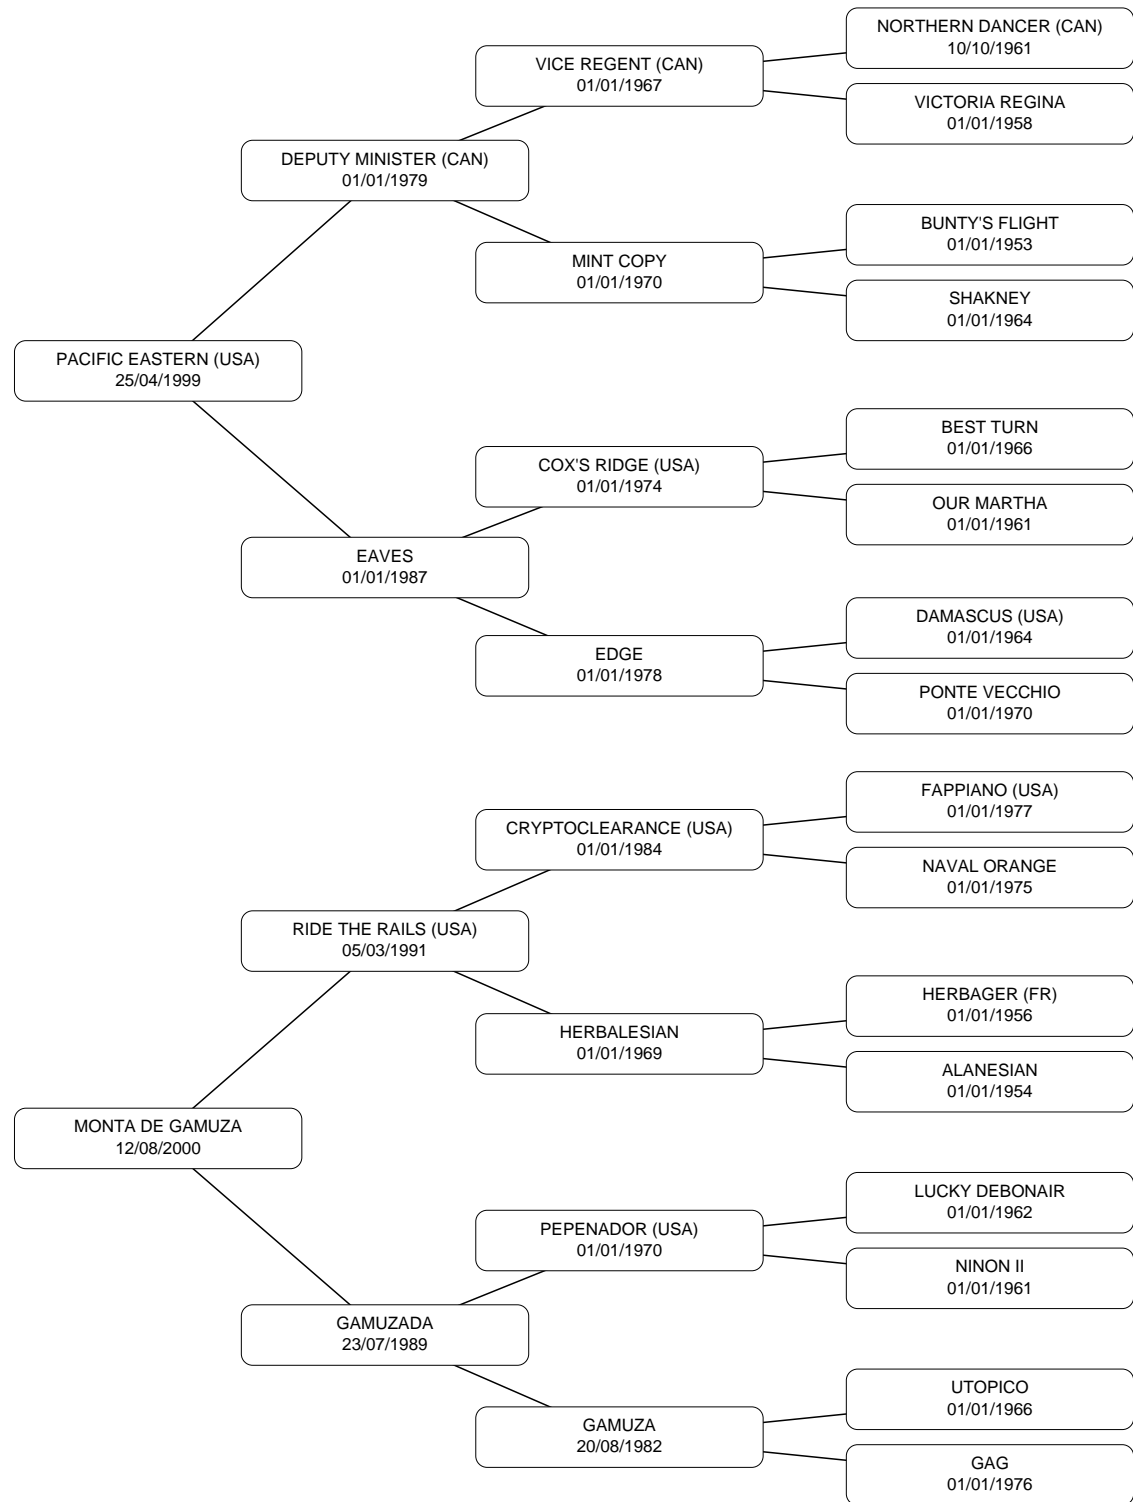 NORTHERN DANCER (CAN)
10/10/1961
VICE REGENT (CAN)
01/01/1967
VICTORIA REGINA
01/01/1958
DEPUTY MINISTER (CAN)
01/01/1979
BUNTY'S FLIGHT
01/01/1953
MINT COPY
01/01/1970
SHAKNEY
01/01/1964
PACIFIC EASTERN (USA)
25/04/1999
BEST TURN
01/01/1966
COX'S RIDGE (USA)
01/01/1974
OUR MARTHA
01/01/1961
EAVES
01/01/1987
DAMASCUS (USA)
01/01/1964
EDGE
01/01/1978
PONTE VECCHIO
01/01/1970
FAPPIANO (USA)
01/01/1977
CRYPTOCLEARANCE (USA)
01/01/1984
NAVAL ORANGE
01/01/1975
RIDE THE RAILS (USA)
05/03/1991
HERBAGER (FR)
01/01/1956
HERBALESIAN
01/01/1969
ALANESIAN
01/01/1954
MONTA DE GAMUZA
12/08/2000
LUCKY DEBONAIR
01/01/1962
PEPENADOR (USA)
01/01/1970
NINON II
01/01/1961
GAMUZADA
23/07/1989
UTOPICO
01/01/1966
GAMUZA
20/08/1982
GAG
01/01/1976